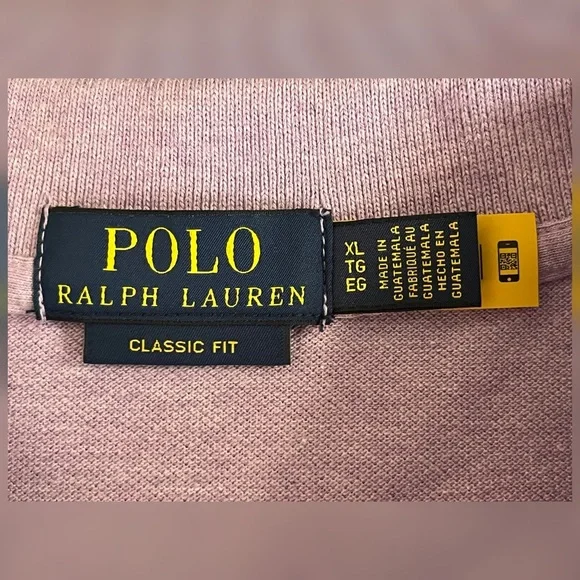 POLO
RALPH LAUREN
CLASSIC FIT
XL
TG
EG
MADE IN
GUATEMALA
FABRIQUÉ AU
GUATEMALA
HECHO EN
GUATEMALA